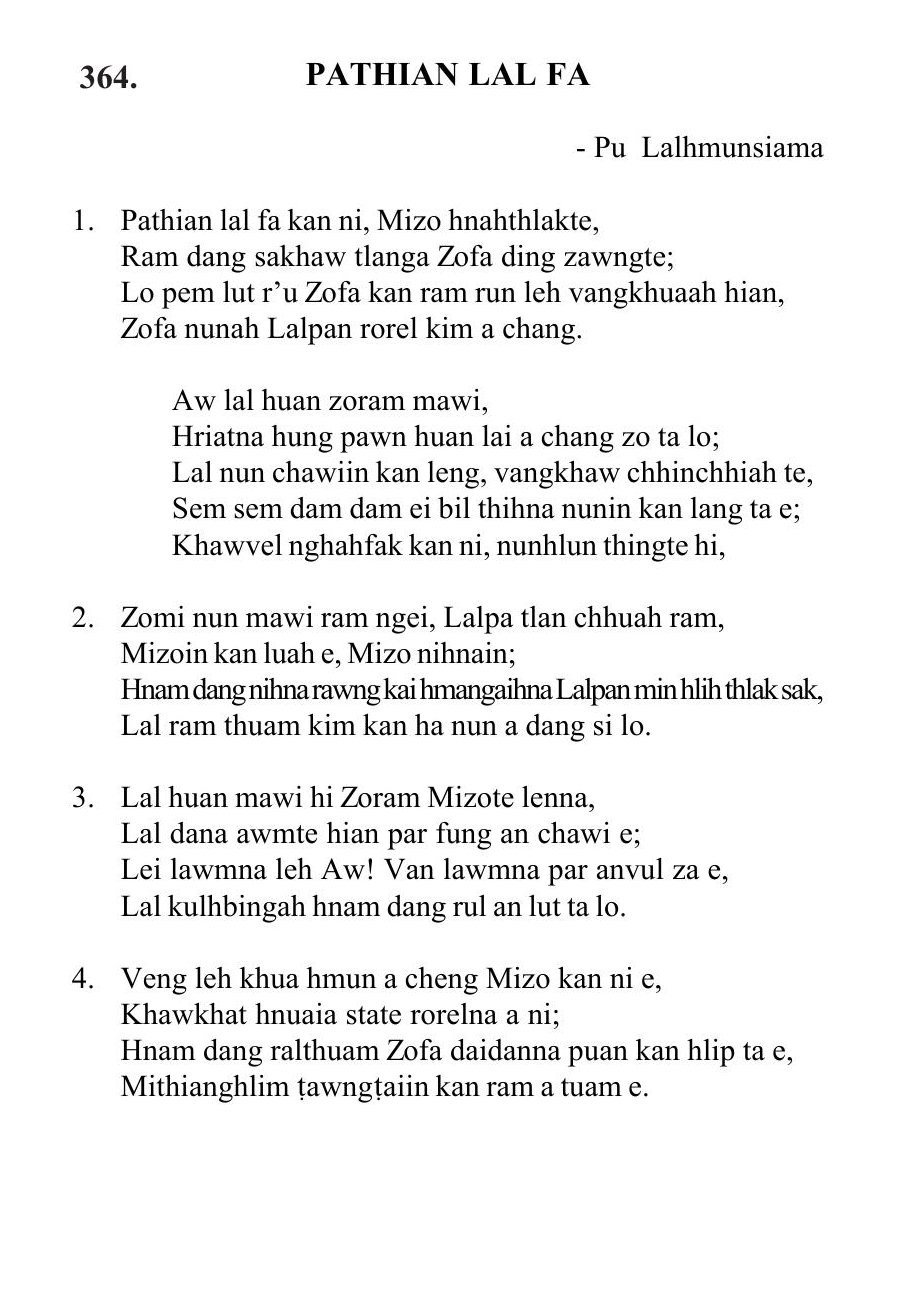 364. PATHIAN LAL FA
- Pu Lalhmunsiama
1. Pathian lal fa kan ni, Mizo hnahthlakte,
Ram dang sakhaw tlanga Zofa ding zawngte;
Lo pem lut r’u Zofa kan ram run leh vangkhuaah hian,
Zofa nunah Lalpan rorel kim a chang.
Aw lal huan zoram mawi,
Hriatna hung pawn huan lai a chang zo ta lo;
Lal nun chawiin kan leng, vangkhaw chhinchhiah te,
Sem sem dam dam ei bil thihna nunin kan lang ta e;
Khawvel nghahfak kan ni, nunhlun thingte hi,
2. Zomi nun mawi ram ngei, Lalpa tlan chhuah ram,
Mizoin kan luah e, Mizo nihnain;
Hnam dang nihna rawng kai hmangaihna Lalpan min hlih thlak sak,
Lal ram thuam kim kan ha nun a dang si lo.
3. Lal huan mawi hi Zoram Mizote lenna,
Lal dana awmte hian par fung an chawi e;
Lei lawmna leh Aw! Van lawmna par anvul za e,
Lal kulhbingah hnam dang rul an lut ta lo.
4. Veng leh khua hmun a cheng Mizo kan ni e,
Khawkhat hnuaia state rorelna a ni;
Hnam dang ralthuam Zofa daidanna puan kan hlip ta e,
Mithianghlim ṭawngṭaiin kan ram a tuam e.